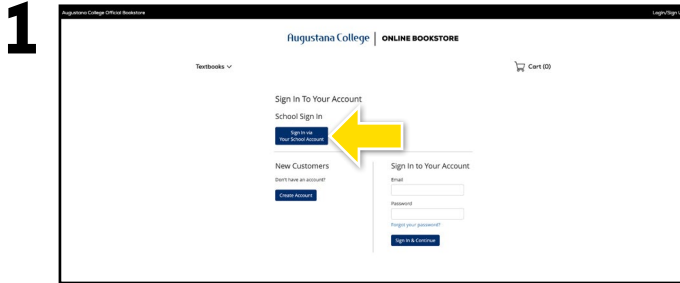 1
Augustana College Official Bookstore
Login/Sign U
Augustana College | ONLINE BOOKSTORE
Textbooks
Cart (0)
Sign In To Your Account
School Sign In
Sign In via
Your School Account
New Customers
Don't have an account?
Create Account
Sign In to Your Account
Email
Password
Forgot your password?
Sign In & Continue